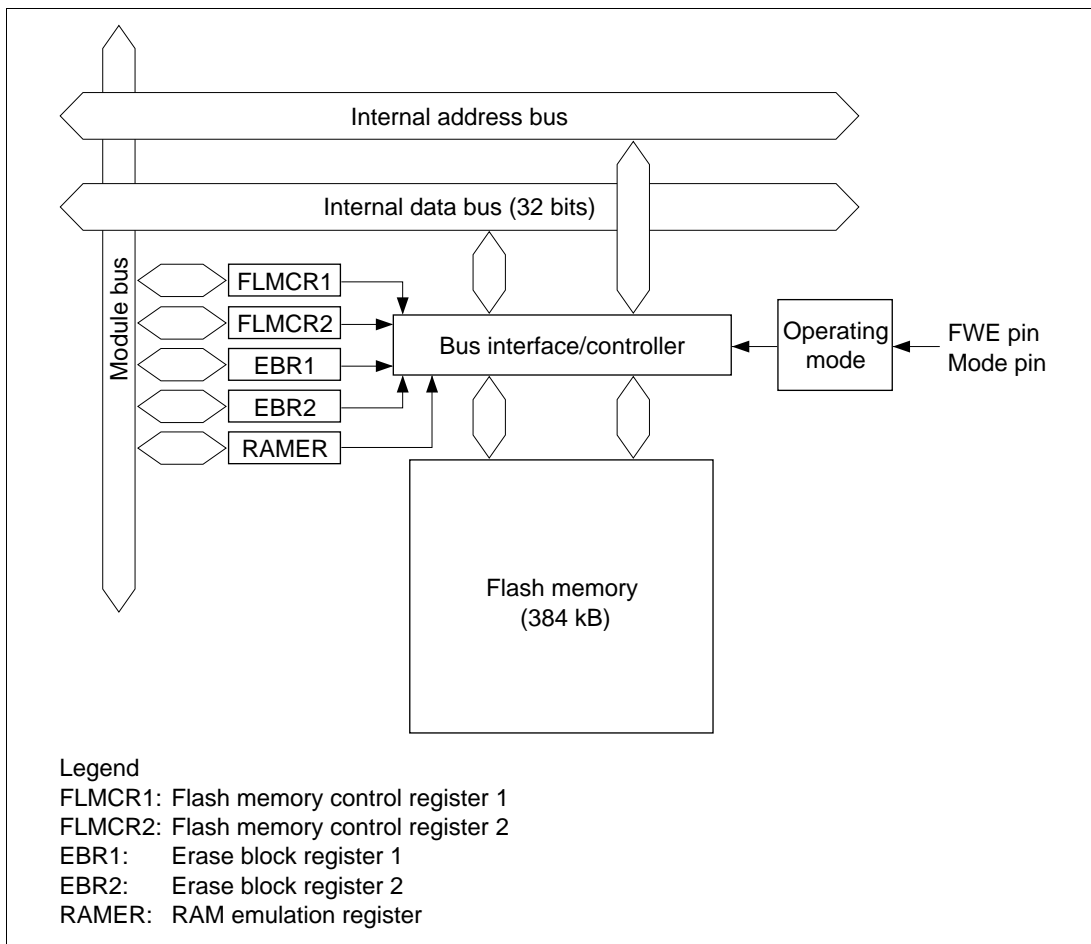 Internal address bus
Internal data bus (32 bits)
Module bus
FLMCR1
FLMCR2
EBR1
EBR2
RAMER
Bus interface/controller
Operating
mode
FWE pin
Mode pin
Flash memory
(384 kB)
Legend
FLMCR1: Flash memory control register 1
FLMCR2: Flash memory control register 2
EBR1: Erase block register 1
EBR2: Erase block register 2
RAMER: RAM emulation register